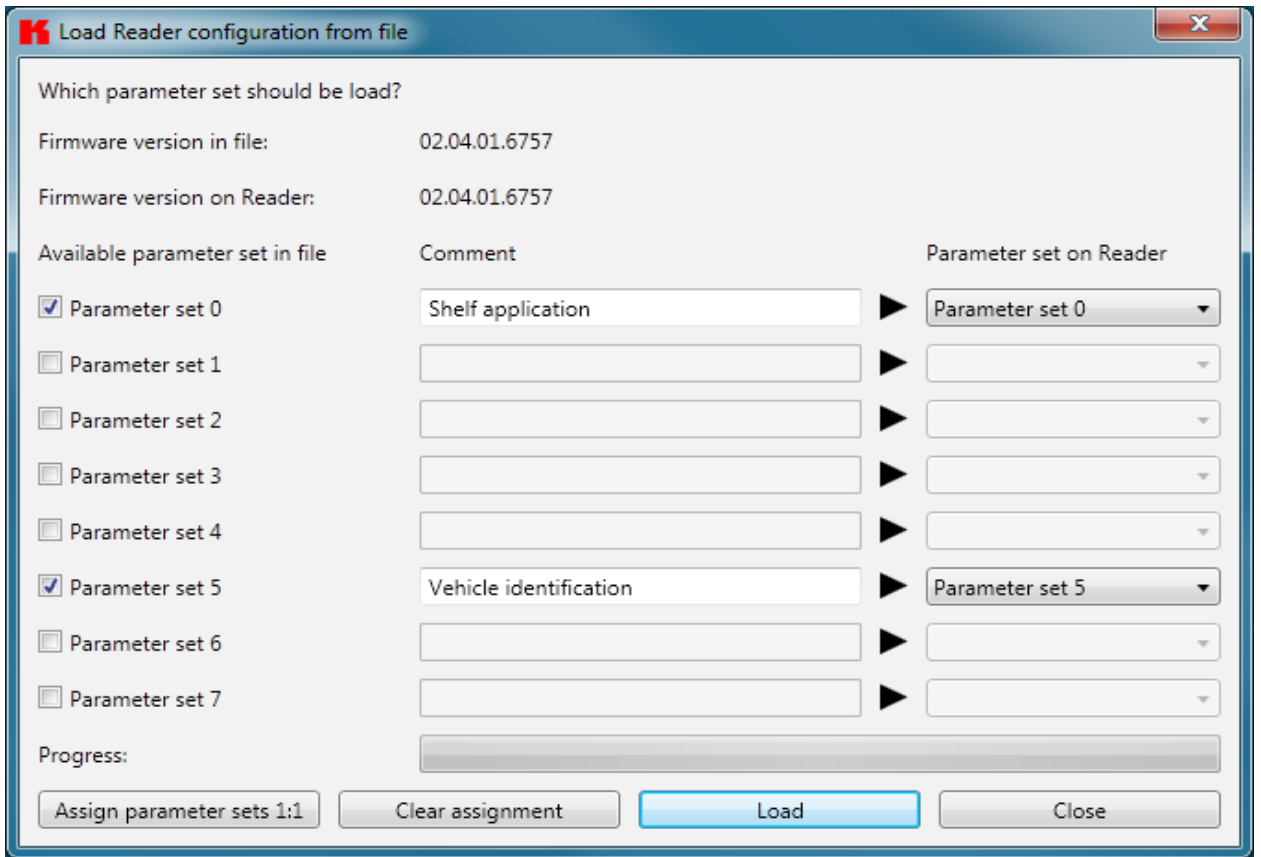 Load Reader configuration from file
Which parameter set should be load?
Firmware version in file: 02.04.01.6757
Firmware version on Reader: 02.04.01.6757
Available parameter set in file Comment Parameter set on Reader
Parameter set 0 Shelf application Parameter set 0
Parameter set 1
Parameter set 2
Parameter set 3
Parameter set 4
Parameter set 5 Vehicle identification Parameter set 5
Parameter set 6
Parameter set 7
Progress:
Assign parameter sets 1:1 Clear assignment Load Close